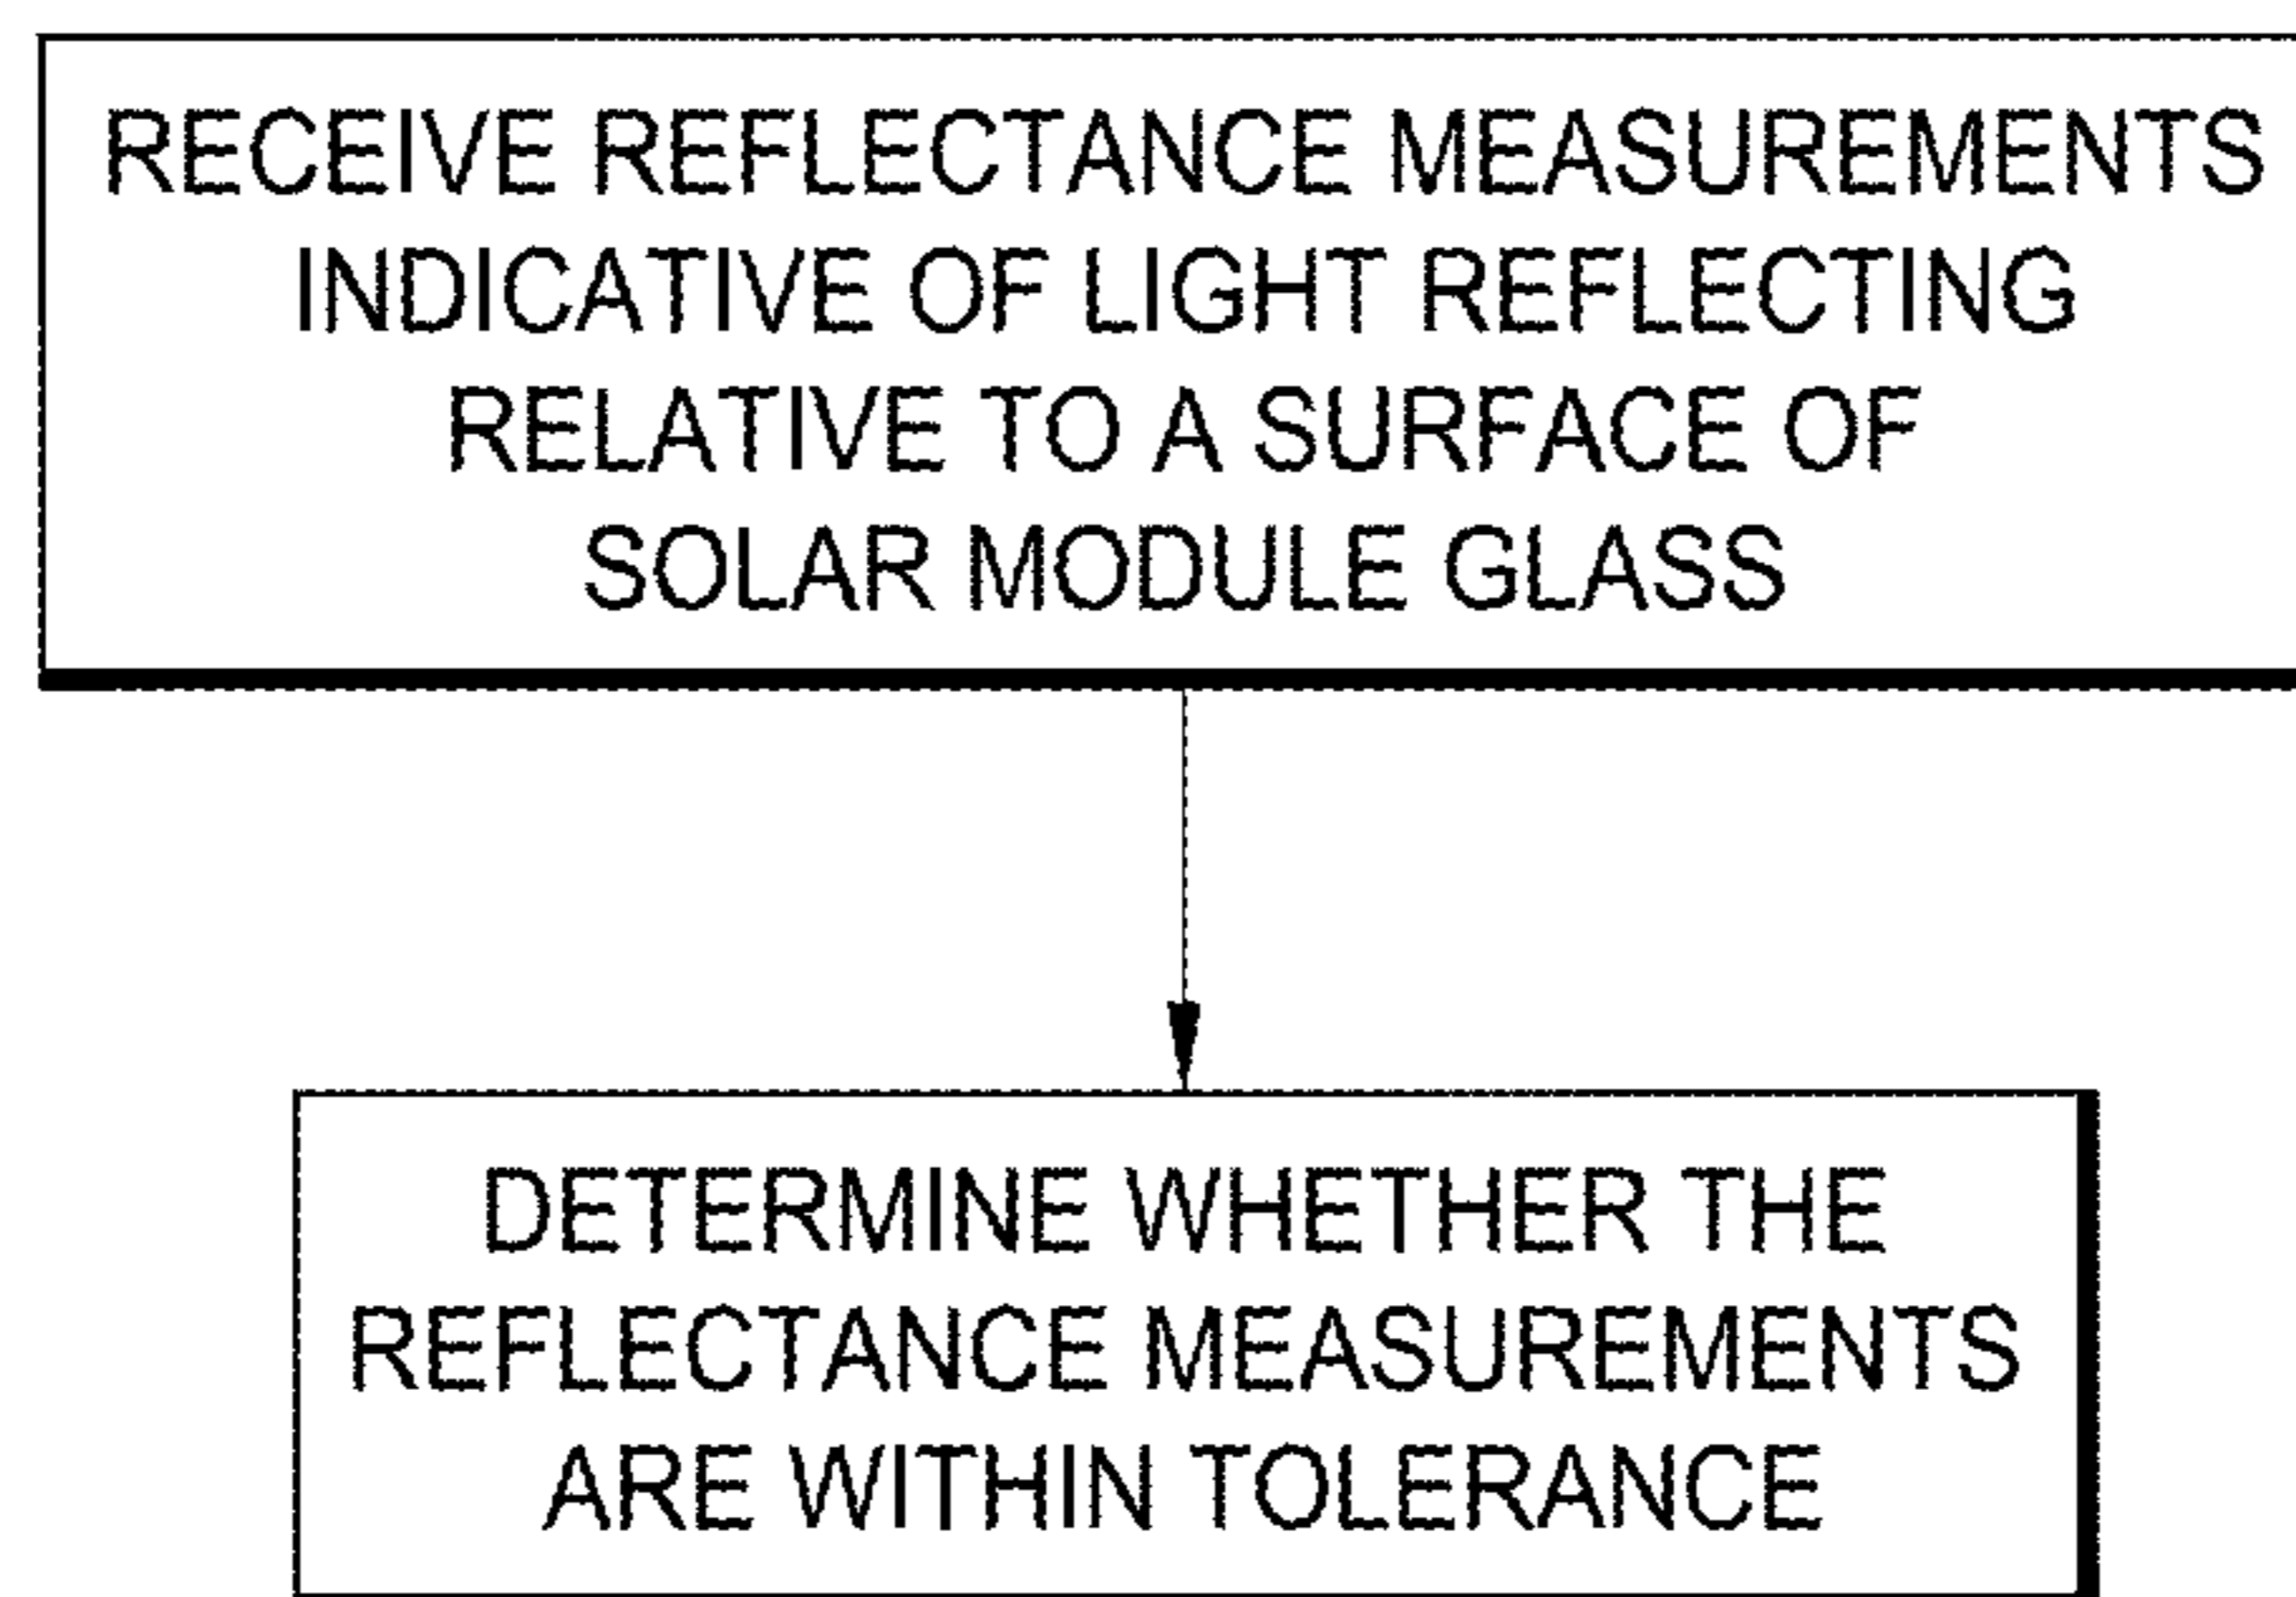 RECEIVE REFLECTANCE MEASUREMENTS
INDICATIVE OF LIGHT REFLECTING
RELATIVE TO A SURFACE OF
SOLAR MODULE GLASS
DETERMINE WHETHER THE
REFLECTANCE MEASUREMENTS
ARE WITHIN TOLERANCE